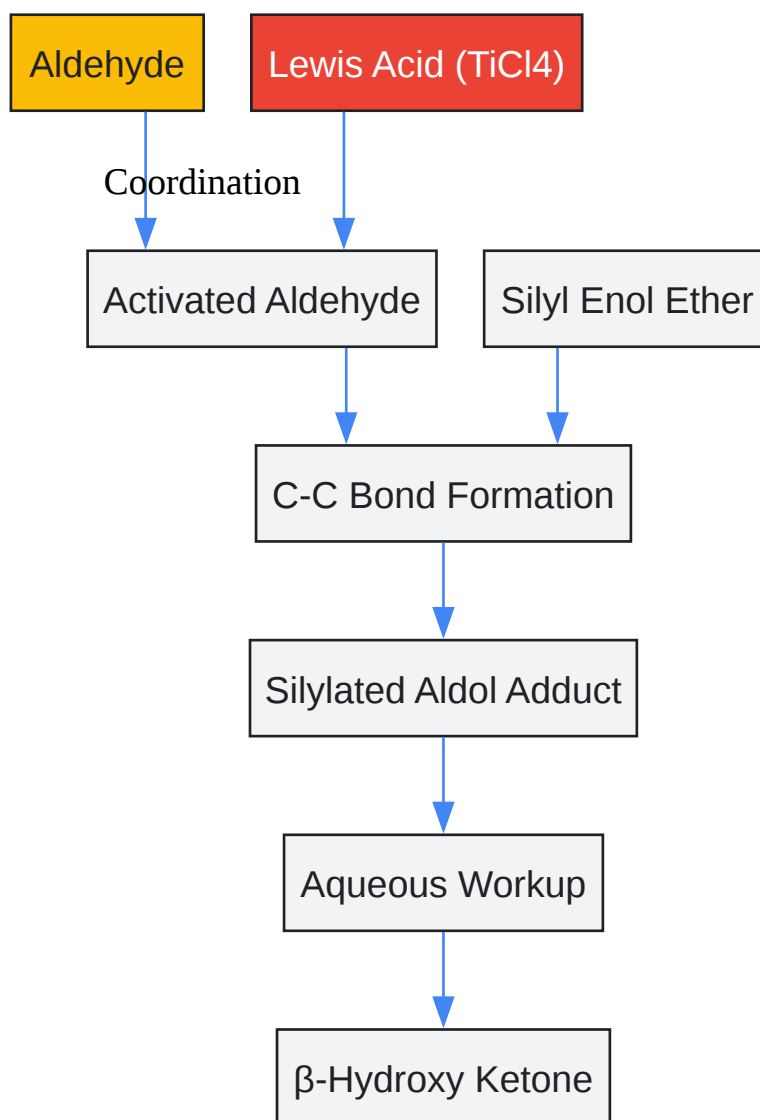 Aldehyde
Lewis Acid (TiCl4)
Coordination
Activated Aldehyde
Silyl Enol Ether
C-C Bond Formation
Silylated Aldol Adduct
Aqueous Workup
β-Hydroxy Ketone